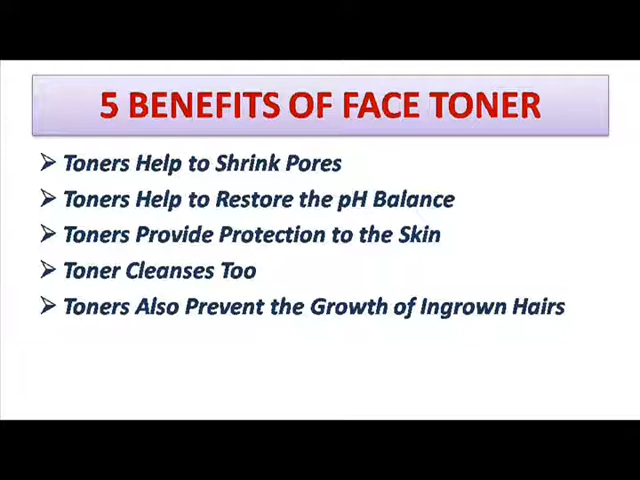 5 BENEFITS OF FACE TONER
Toners Help to Shrink Pores
Toners Help to Restore the pH Balance
Toners Provide Protection to the Skin
Toner Cleanses Too
Toners Also Prevent the Growth of Ingrown Hairs